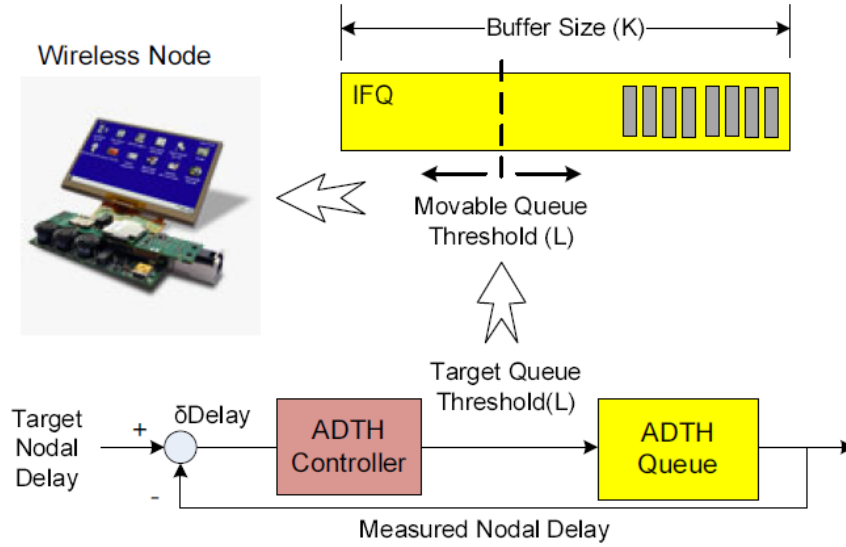 Buffer Size (K)
Wireless Node
IFQ
Movable Queue
Threshold (L)
Target Queue
Threshold(L)
Target
Nodal
Delay
+
δDelay
-
ADTH
Controller
ADTH
Queue
Measured Nodal Delay